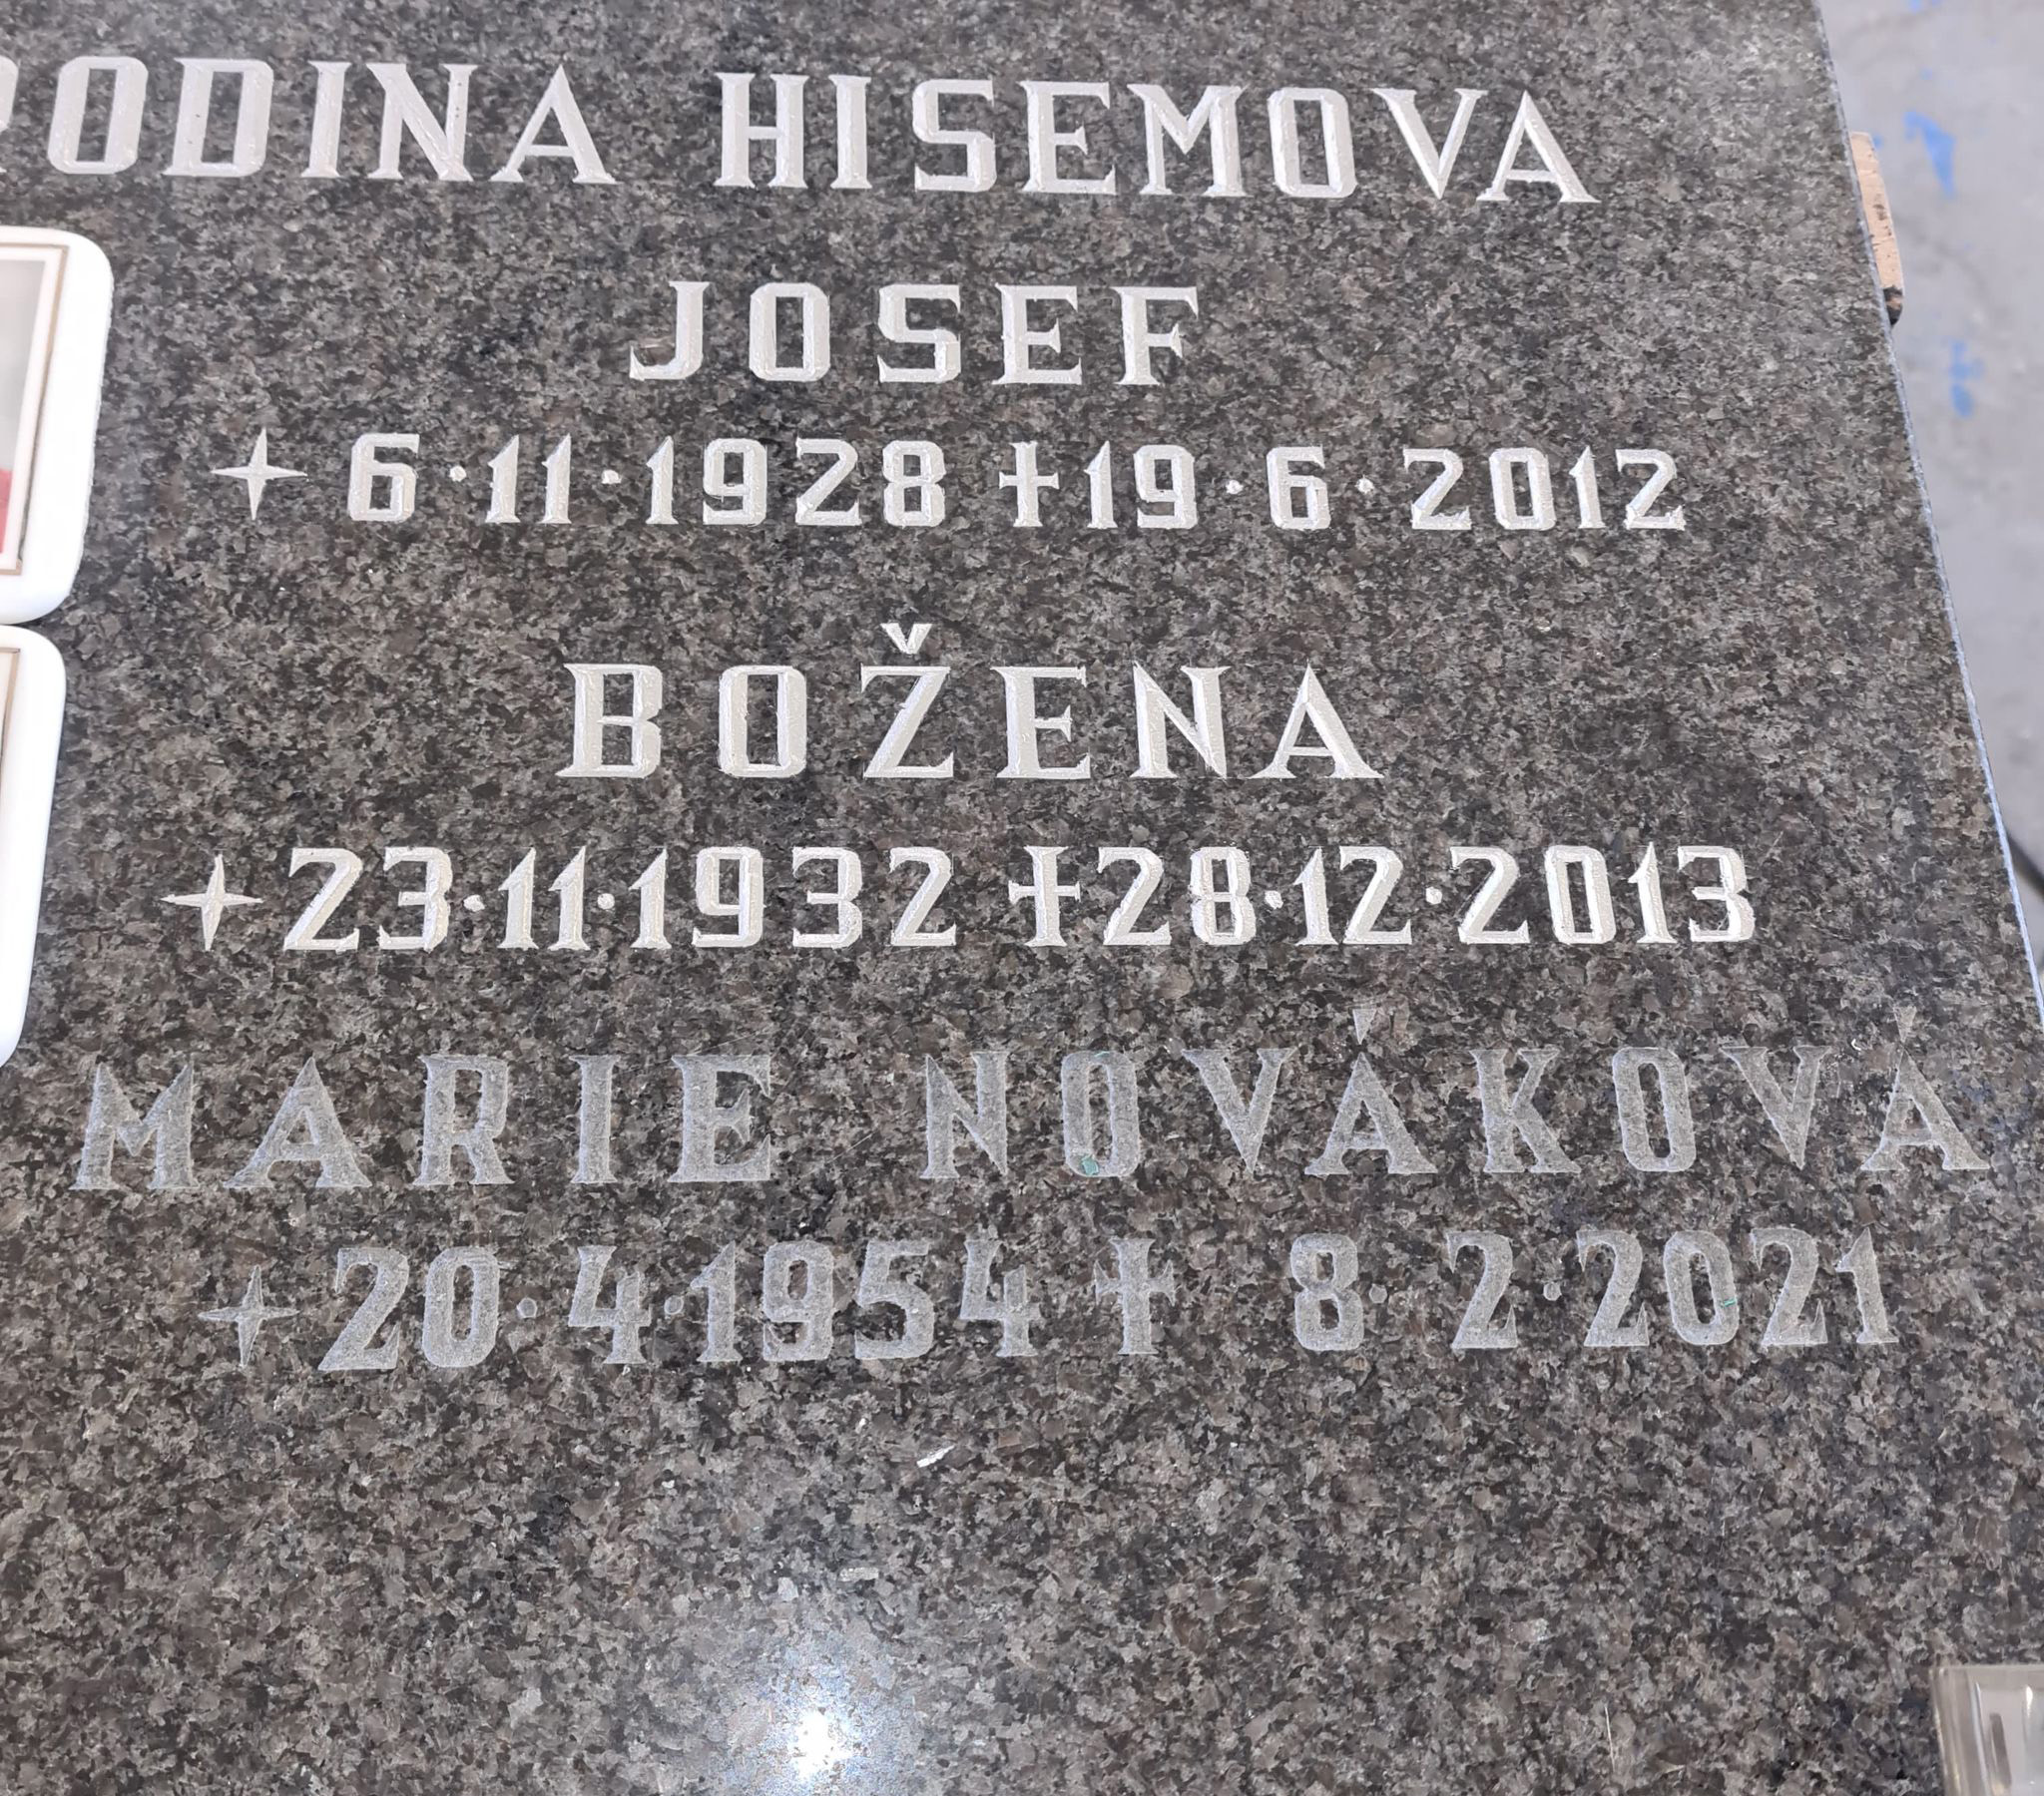 RODINA HISEMOVA
JOSEF
6·11·1928 †19·6·2012
BOŽENA
23·11·1932 †28·12·2013
MARIE NOVÁKOVÁ
20·4·1954 † 8·2·2021